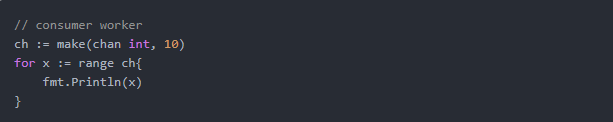 // consumer worker
ch := make(chan int, 10)
for x := range ch{
    fmt.Println(x)
}